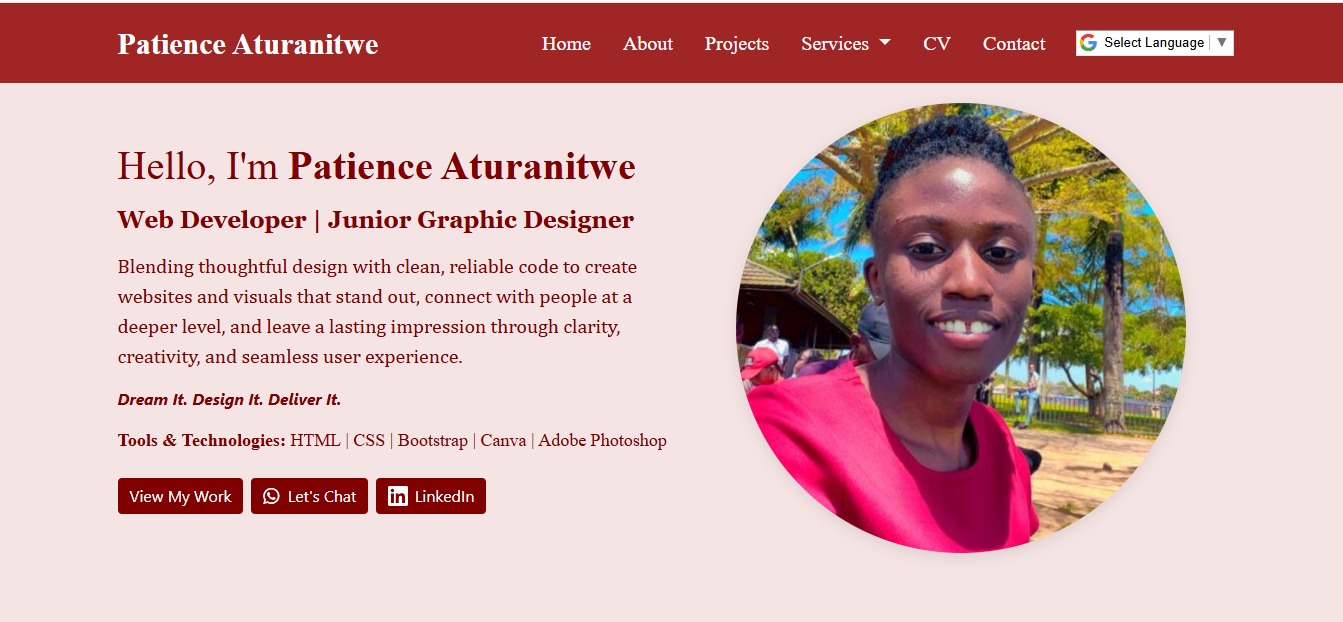 Patience Aturanitwe
Home About Projects Services CV Contact Select Language ▼
Hello, I'm Patience Aturanitwe
Web Developer | Junior Graphic Designer
Blending thoughtful design with clean, reliable code to create
websites and visuals that stand out, connect with people at a
deeper level, and leave a lasting impression through clarity,
creativity, and seamless user experience.
Dream It. Design It. Deliver It.
Tools & Technologies: HTML | CSS | Bootstrap | Canva | Adobe Photoshop
View My Work Let's Chat LinkedIn